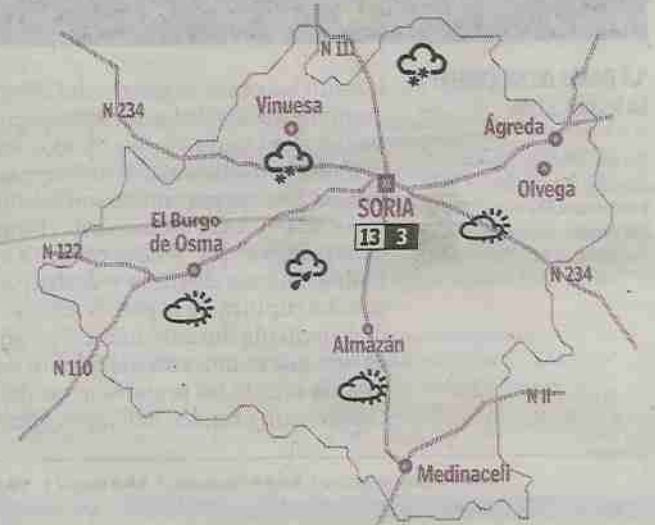 N 111
N 234
Vinuesa
Ágreda
Olvega
SORIA
13 3
El Burgo
de Osma
N-122
N 234
Almazán
N 110
N II
Medinaceli